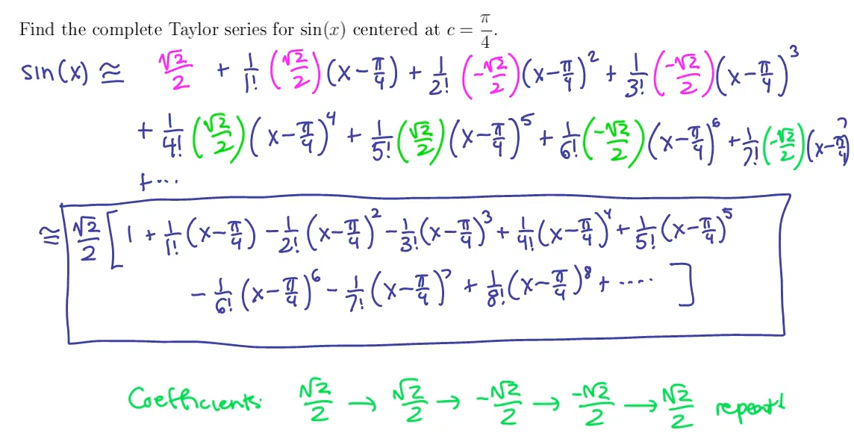 Find the complete Taylor series for sin(x) centered at c = π/4.
sin(x) ≅ √2/2 + 1/1! (√2/2)(x-π/4) + 1/2! (-√2/2)(x-π/4)² + 1/3! (-√2/2)(x-π/4)³
+ 1/4! (√2/2)(x-π/4)⁴ + 1/5! (√2/2)(x-π/4)⁵ + 1/6! (-√2/2)(x-π/4)⁶ + 1/7! (-√2/2)(x-π/4)⁷
+...
≅ √2/2 [ 1 + 1/1! (x-π/4) - 1/2! (x-π/4)² - 1/3! (x-π/4)³ + 1/4! (x-π/4)⁴ + 1/5! (x-π/4)⁵
- 1/6! (x-π/4)⁶ - 1/7! (x-π/4)⁷ + 1/8! (x-π/4)⁸ + .... ]
Coefficients: √2/2 → √2/2 → -√2/2 → -√2/2 → √2/2 repeat!